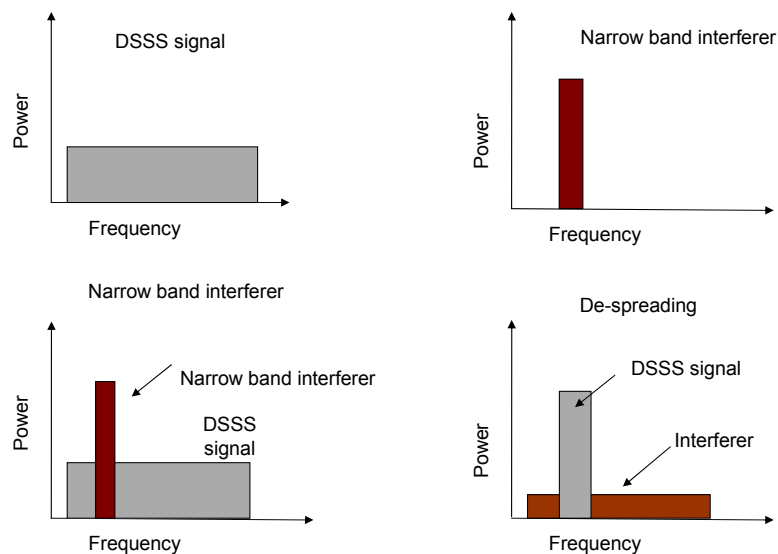 DSSS signal
Power
Frequency
Narrow band interferer
Power
Frequency
Narrow band interferer
Narrow band interferer
DSSS
signal
Power
Frequency
De-spreading
DSSS signal
Interferer
Power
Frequency